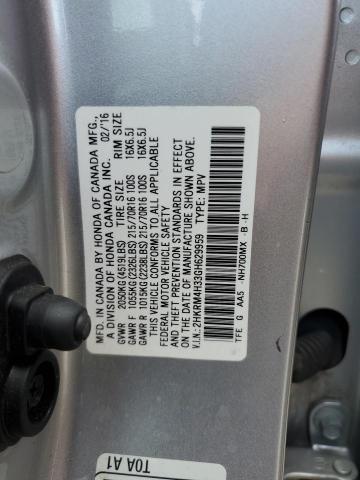 MFD. IN CANADA BY HONDA OF CANADA MFG.,
A DIVISION OF HONDA CANADA INC. 02/'16
GVWR 2050KG(4519LBS) TIRE SIZE RIM SIZE
GAWR F 1055KG(2326LBS) 215/70R16 100S 16X6.5J
GAWR R 1015KG(2238LBS) 215/70R16 100S 16X6.5J
THIS VEHICLE CONFORMS TO ALL APPLICABLE
FEDERAL MOTOR VEHICLE SAFETY, BUMPER, AND
THEFT PREVENTION STANDARDS IN EFFECT
ON THE DATE OF MANUFACTURE SHOWN ABOVE.
V.I.N.: 2HKRM4H33GH629959 TYPE: MPV
TFE G AA5 -NH700MX -B -H
T0A A1